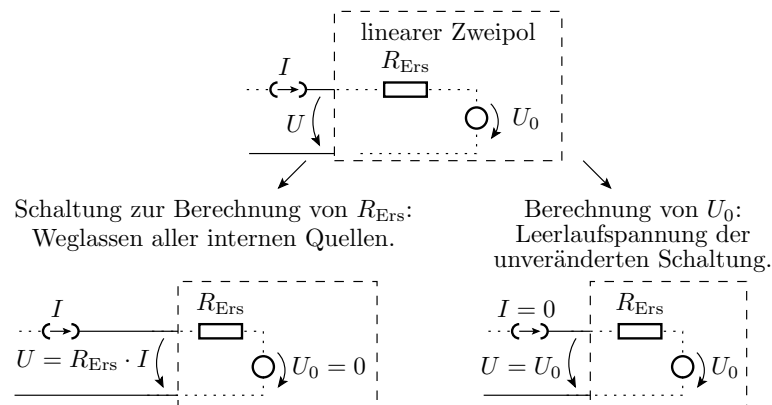 linearer Zweipol
I
R_Ers
U
U_0
Schaltung zur Berechnung von R_Ers:
Weglassen aller internen Quellen.
Berechnung von U_0:
Leerlaufspannung der
unveränderten Schaltung.
I
R_Ers
U = R_Ers · I
U_0 = 0
I = 0
R_Ers
U = U_0
U_0